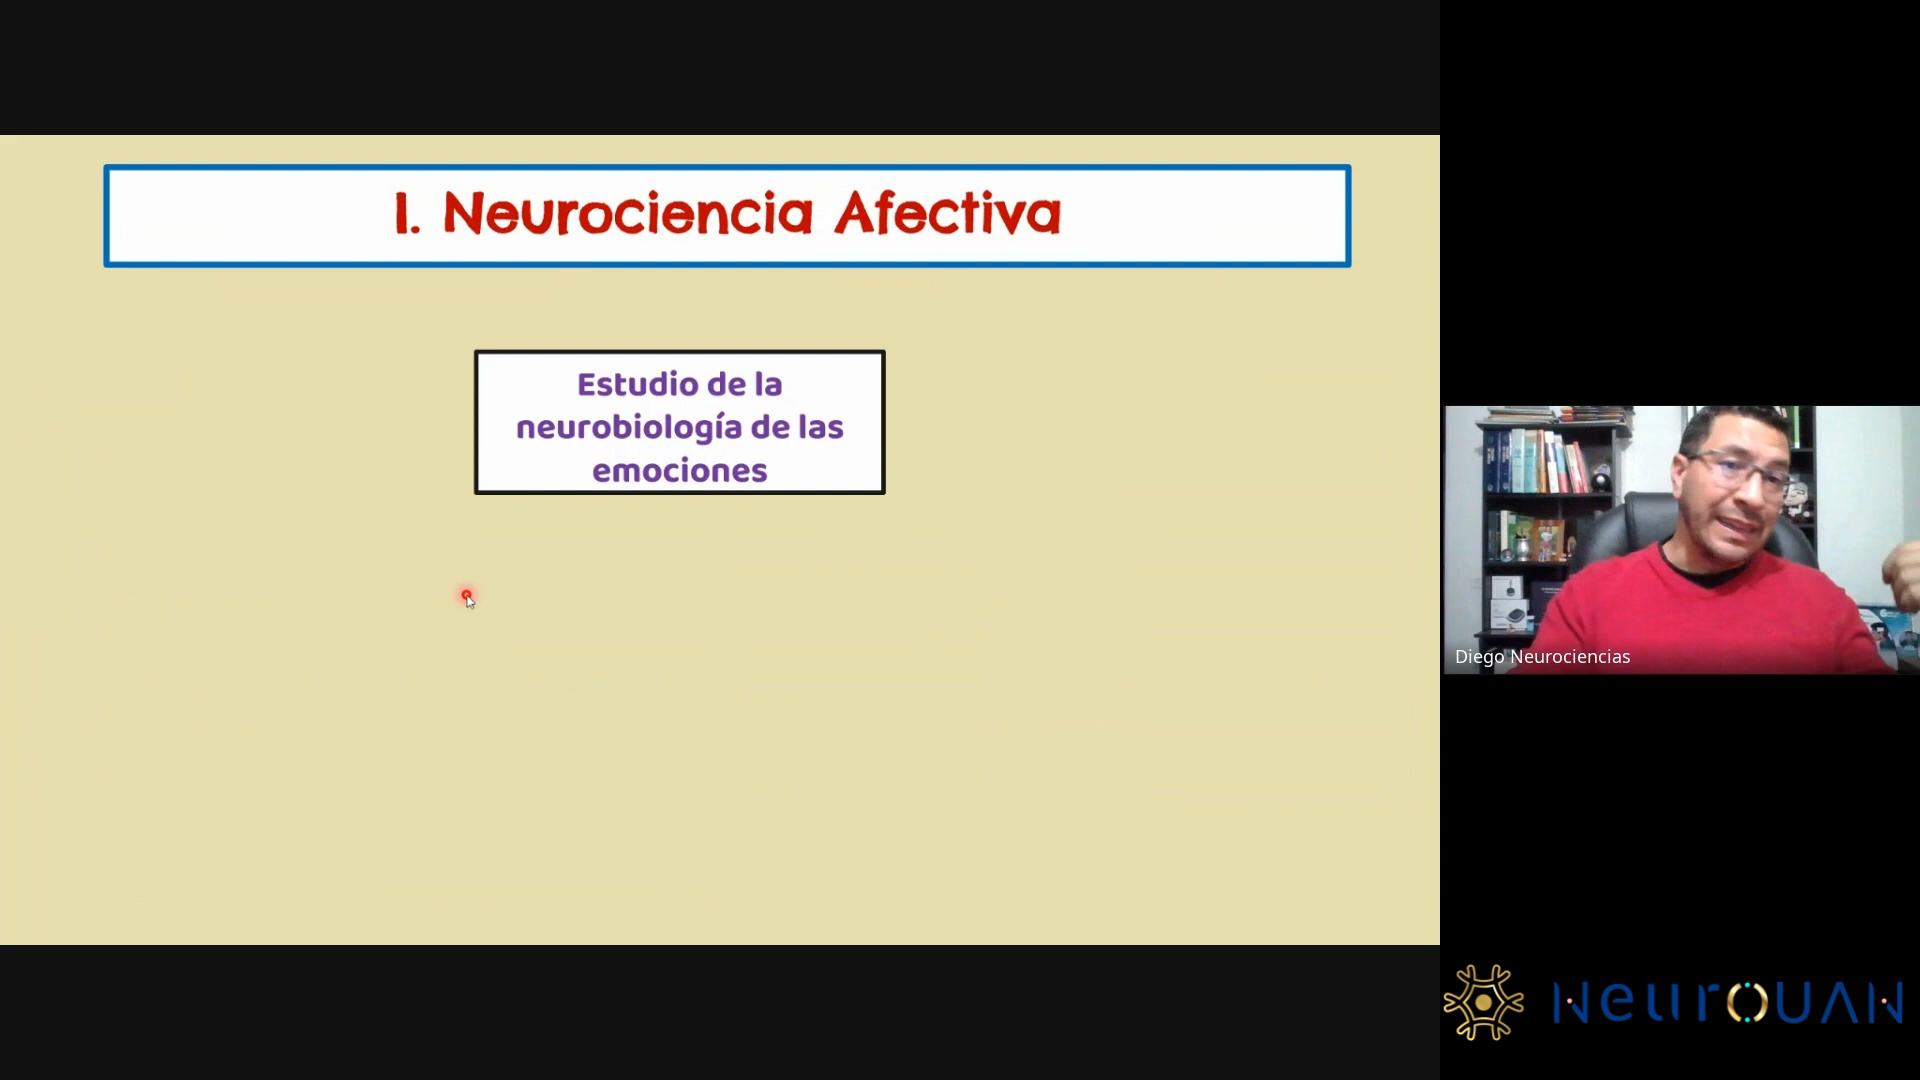 I. Neurociencia Afectiva
Estudio de la
neurobiología de las
emociones
Diego Neurociencias
NeurOUAN